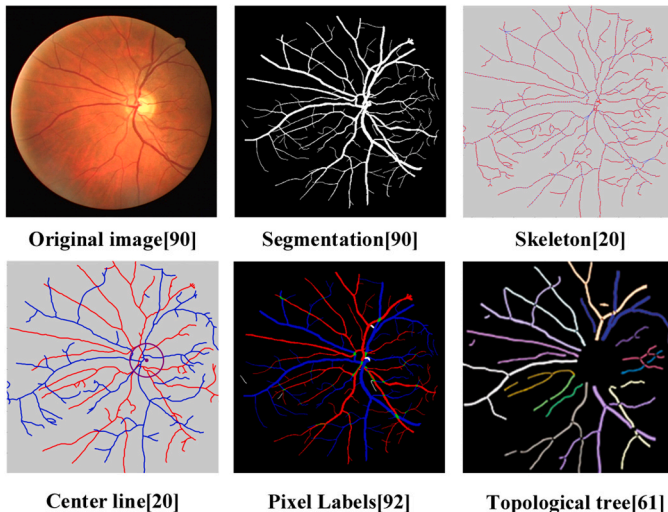 Original image[90]
Segmentation[90]
Skeleton[20]
Center line[20]
Pixel Labels[92]
Topological tree[61]